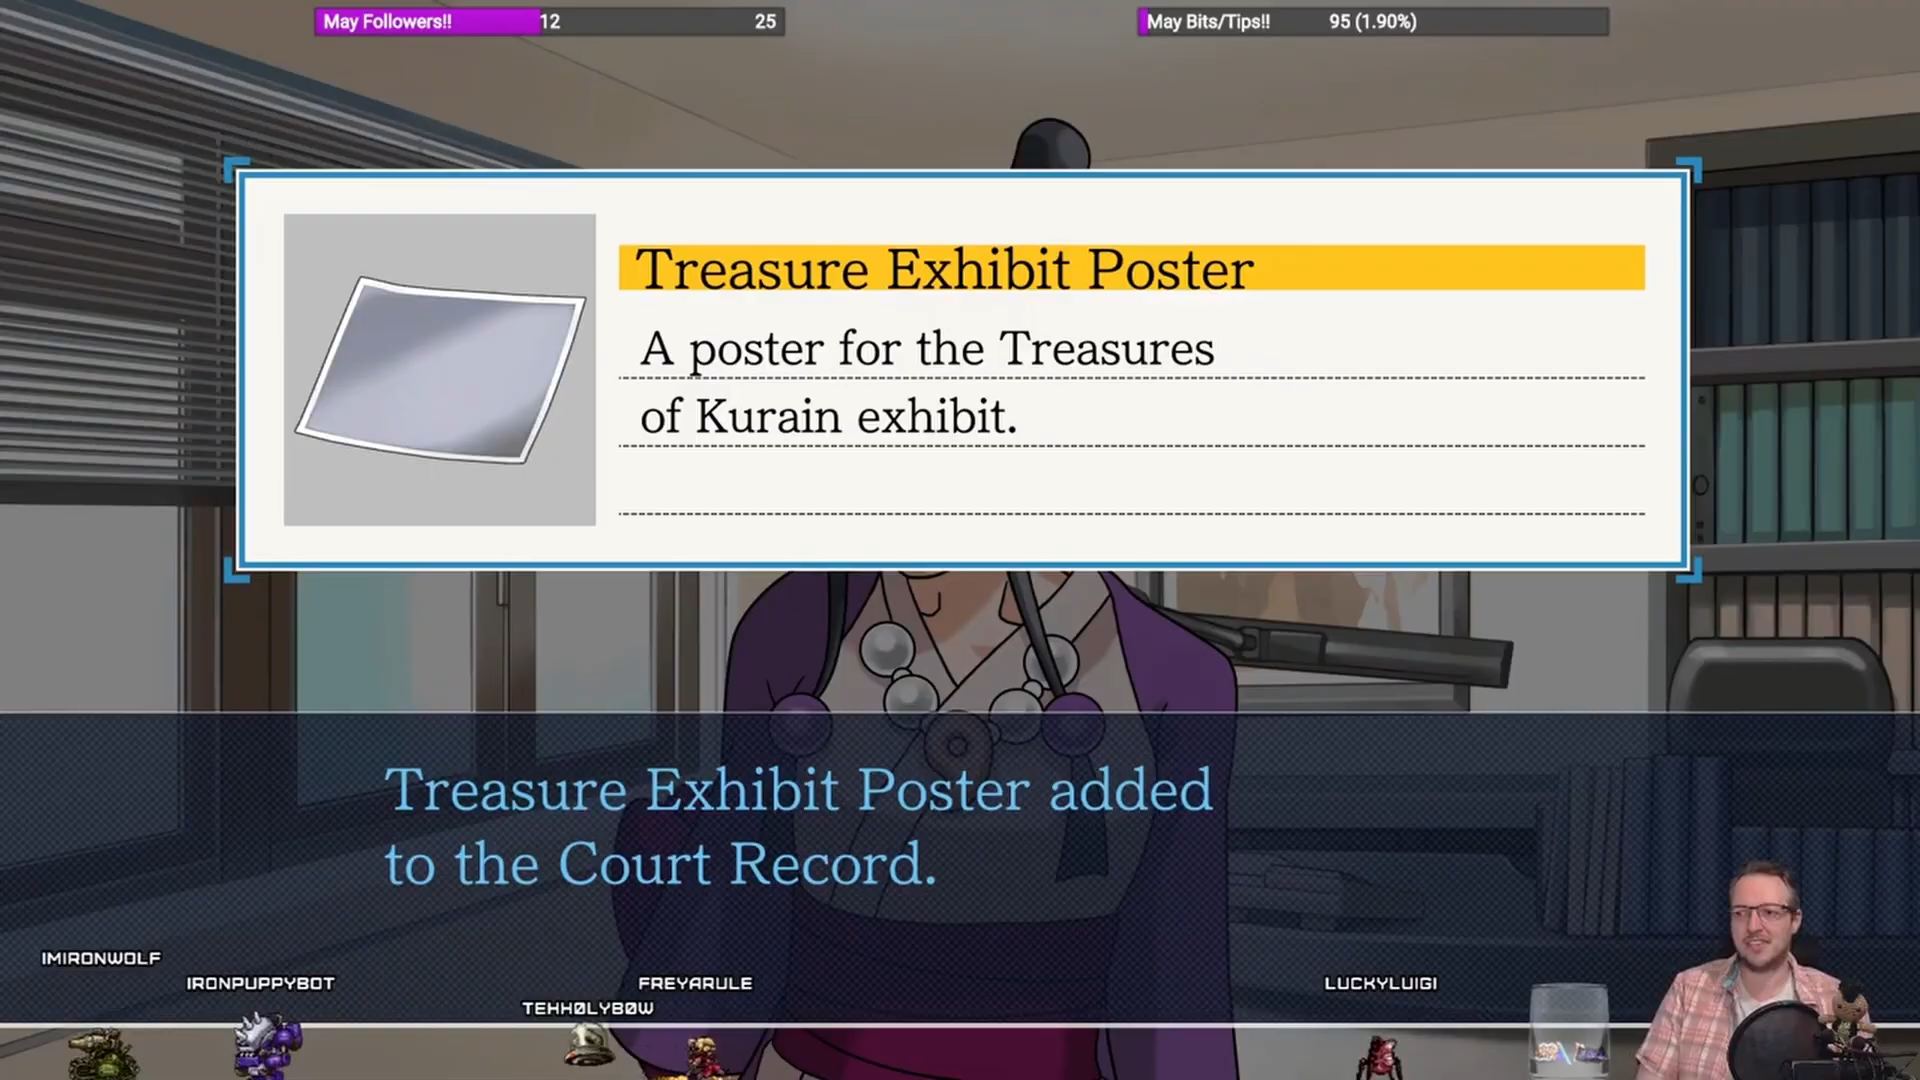 May Followers!! 12 25
May Bits/Tips!! 95 (1.90%)
Treasure Exhibit Poster
A poster for the Treasures
of Kurain exhibit.
Treasure Exhibit Poster added
to the Court Record.
IMIRONWOLF
IRONPUPPYBOT
FREYARULE
LUCKYLUIGI
TEHH0LYB0W